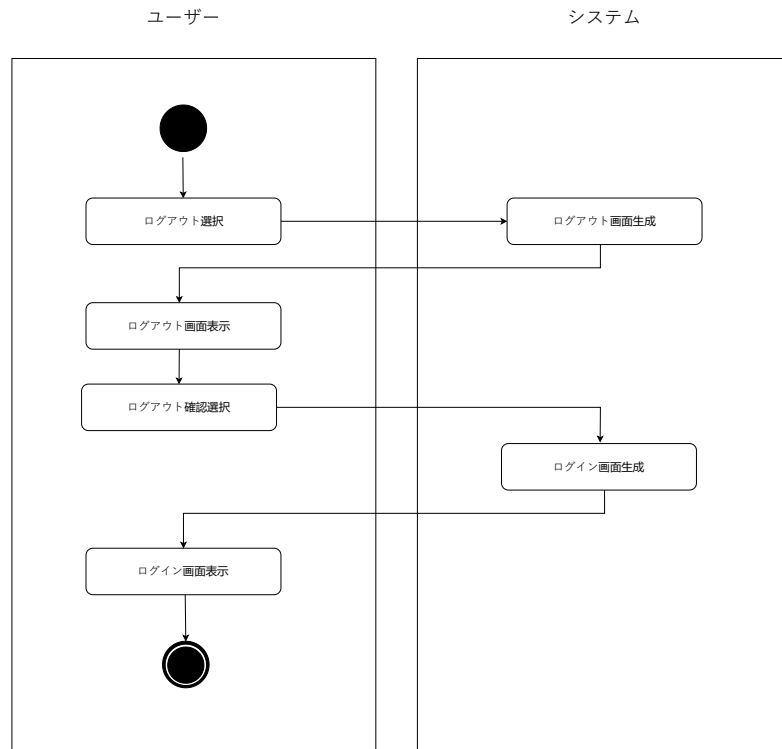 ユーザー
システム
ログアウト選択
ログアウト画面生成
ログアウト画面表示
ログアウト確認選択
ログイン画面生成
ログイン画面表示